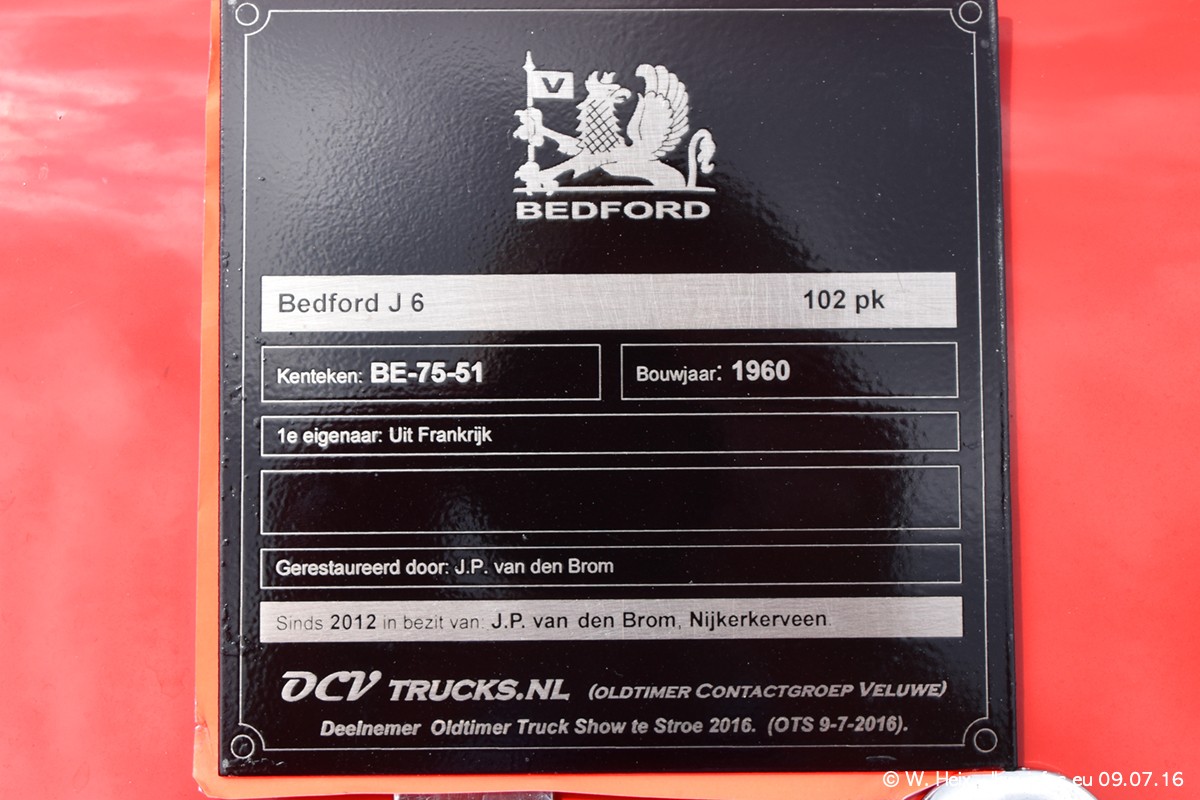 V
BEDFORD
Bedford J 6 102 pk
Kenteken: BE-75-51 Bouwjaar: 1960
1e eigenaar: Uit Frankrijk
Gerestaureerd door: J.P. van den Brom
Sinds 2012 in bezit van: J.P. van den Brom, Nijkerkerveen.
OCV TRUCKS.NL (OLDTIMER CONTACTGROEP VELUWE)
Deelnemer Oldtimer Truck Show te Stroe 2016. (OTS 9-7-2016).
© W. eu 09.07.16